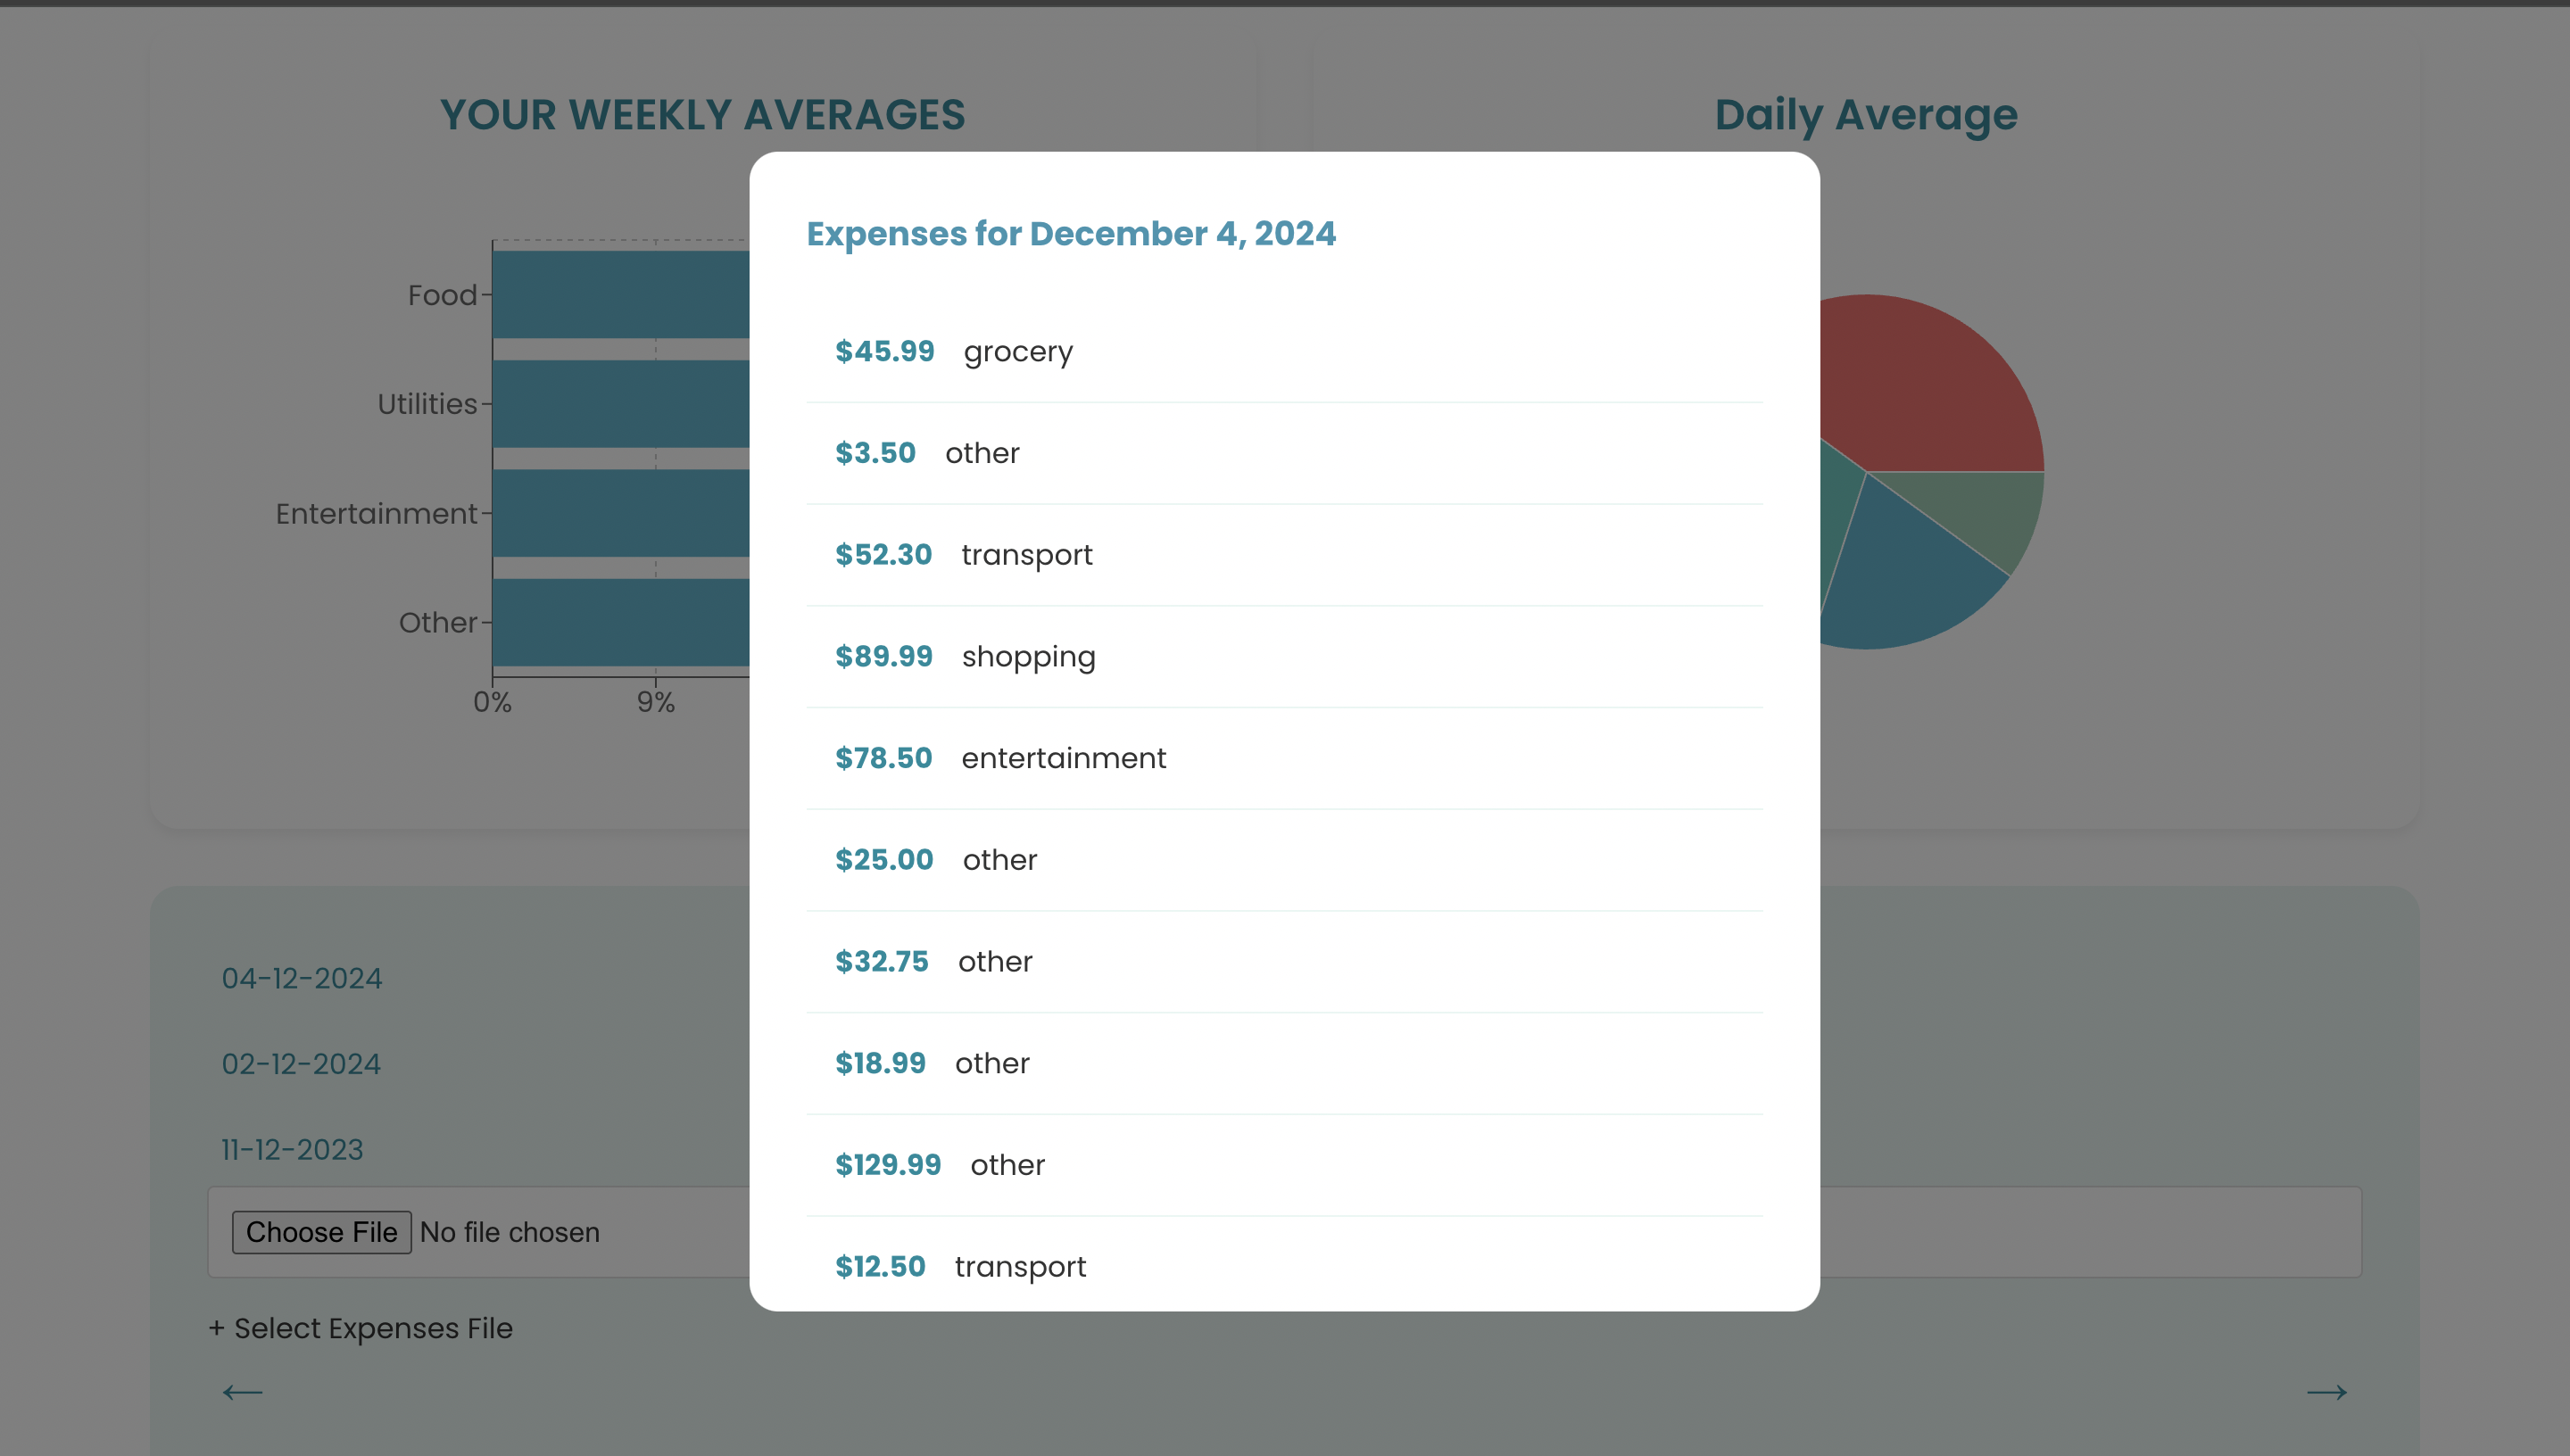 YOUR WEEKLY AVERAGES
Food
Utilities
Entertainment
Other
0%
9%
Daily Average
Expenses for December 4, 2024
$45.99 grocery
$3.50 other
$52.30 transport
$89.99 shopping
$78.50 entertainment
$25.00 other
$32.75 other
$18.99 other
$129.99 other
$12.50 transport
04-12-2024
02-12-2024
11-12-2023
Choose File No file chosen
+ Select Expenses File
← →